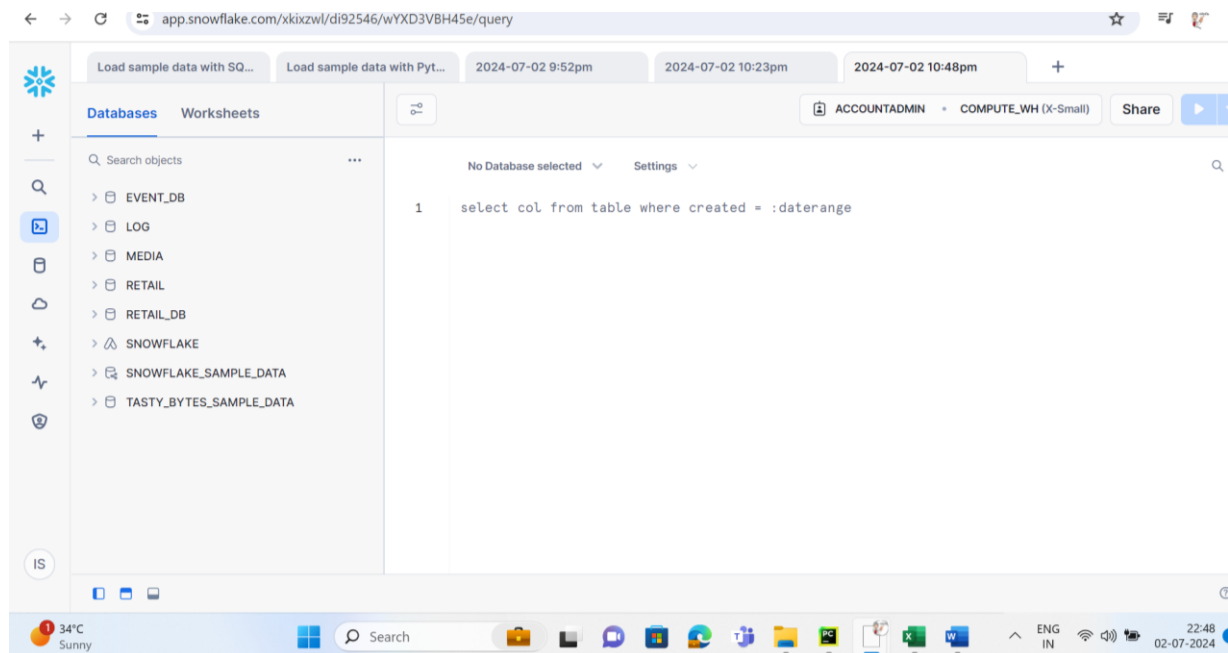 app.snowflake.com/xkixzwl/di92546/wYXD3VBH45e/query
Load sample data with SQ... Load sample data with Pyt... 2024-07-02 9:52pm 2024-07-02 10:23pm 2024-07-02 10:48pm
Databases Worksheets
ACCOUNTADMIN • COMPUTE_WH (X-Small) Share
Search objects
No Database selected Settings
EVENT_DB
LOG
MEDIA
RETAIL
RETAIL_DB
SNOWFLAKE
SNOWFLAKE_SAMPLE_DATA
TASTY_BYTES_SAMPLE_DATA
1 select col from table where created = :daterange
IS
1 34°C
Sunny
Search
PC
X
W
ENG
IN
22:48
02-07-2024